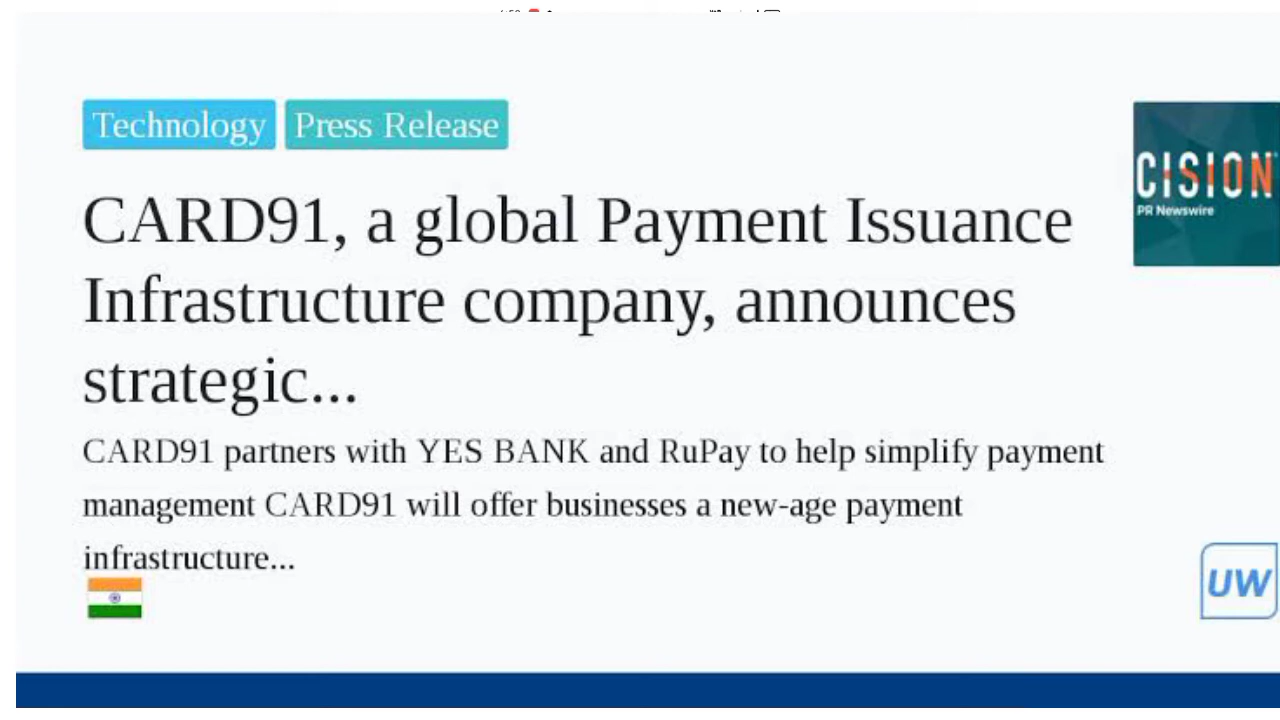 Technology Press Release
CISION
PR Newswire
CARD91, a global Payment Issuance
Infrastructure company, announces
strategic...
CARD91 partners with YES BANK and RuPay to help simplify payment
management CARD91 will offer businesses a new-age payment
infrastructure...
UW